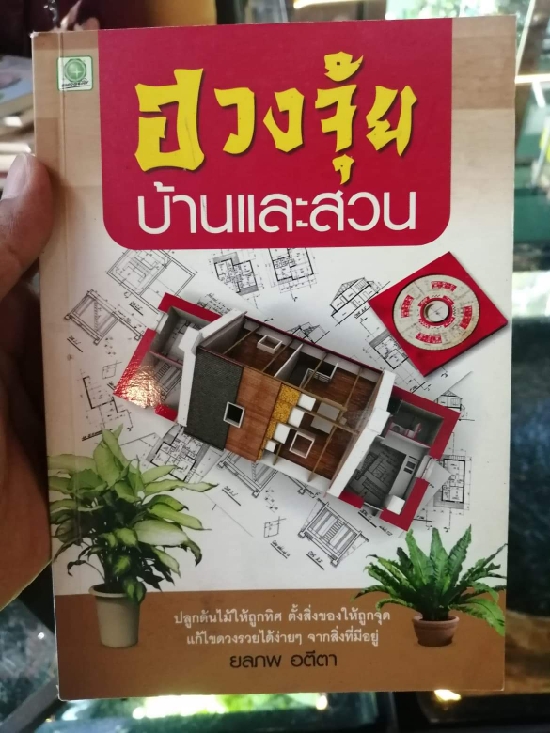 ฮวงจุ้ย
บ้านและสวน
ปลูกต้นไม้ให้ถูกทิศ ตั้งสิ่งของให้ถูกจุด
แก้ไขดวงรวยได้ง่ายๆ จากสิ่งที่มีอยู่
ยลภพ อตีตา